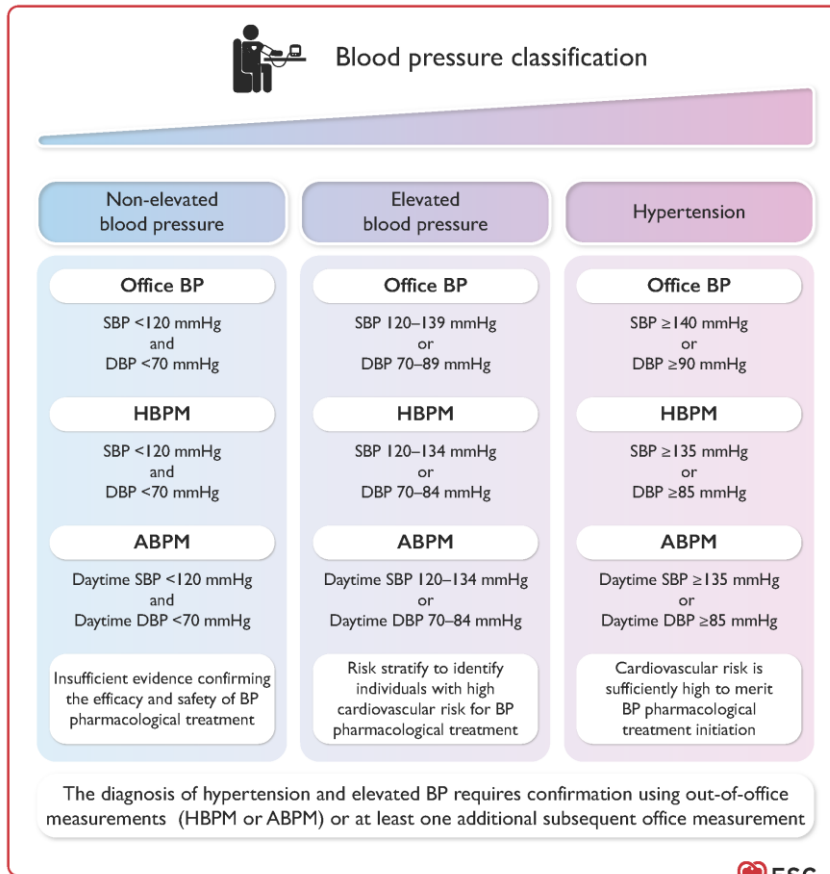 Blood pressure classification
Non-elevated
blood pressure
Elevated
blood pressure
Hypertension
Office BP
SBP <120 mmHg
and
DBP <70 mmHg
HBPM
SBP <120 mmHg
and
DBP <70 mmHg
ABPM
Daytime SBP <120 mmHg
and
Daytime DBP <70 mmHg
Insufficient evidence confirming
the efficacy and safety of BP
pharmacological treatment
Office BP
SBP 120–139 mmHg
or
DBP 70–89 mmHg
HBPM
SBP 120–134 mmHg
or
DBP 70–84 mmHg
ABPM
Daytime SBP 120–134 mmHg
or
Daytime DBP 70–84 mmHg
Risk stratify to identify
individuals with high
cardiovascular risk for BP
pharmacological treatment
Office BP
SBP ≥140 mmHg
or
DBP ≥90 mmHg
HBPM
SBP ≥135 mmHg
or
DBP ≥85 mmHg
ABPM
Daytime SBP ≥135 mmHg
or
Daytime DBP ≥85 mmHg
Cardiovascular risk is
sufficiently high to merit
BP pharmacological
treatment initiation
The diagnosis of hypertension and elevated BP requires confirmation using out-of-office
measurements (HBPM or ABPM) or at least one additional subsequent office measurement
ESC